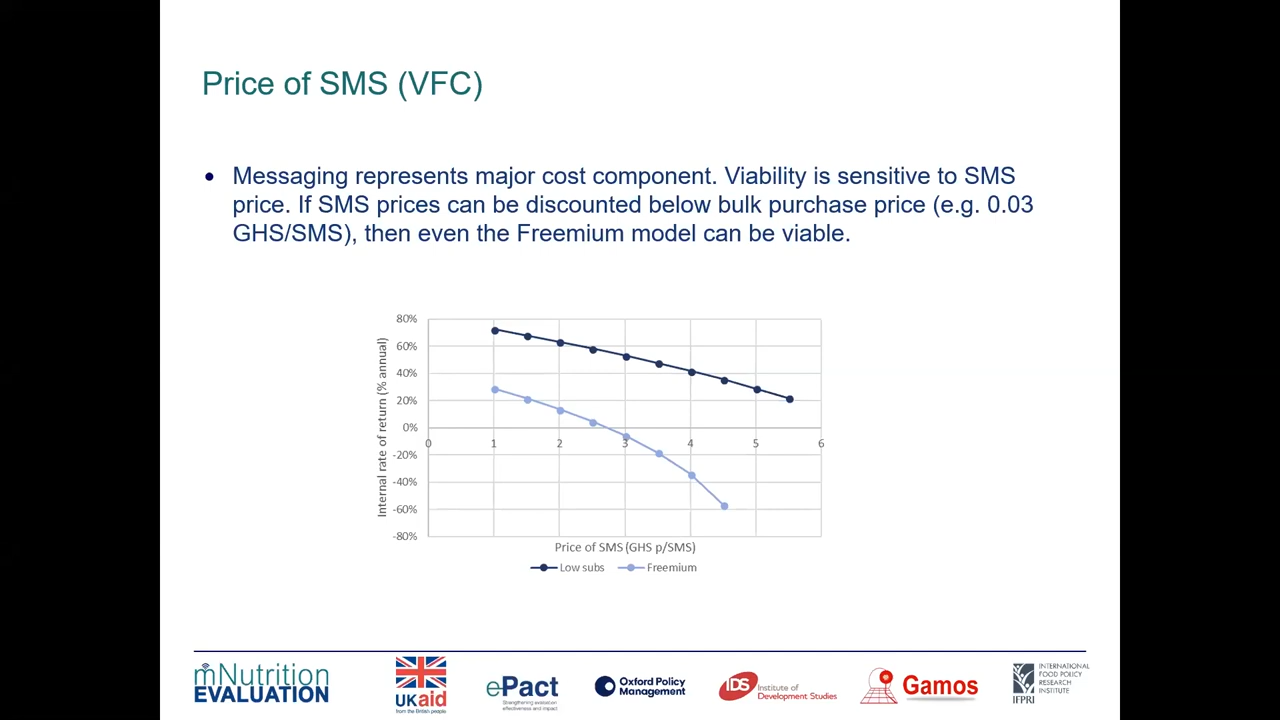 Price of SMS (VFC)
• Messaging represents major cost component. Viability is sensitive to SMS
price. If SMS prices can be discounted below bulk purchase price (e.g. 0.03
GHS/SMS), then even the Freemium model can be viable.
80%
60%
40%
20%
0%
-20%
-40%
-60%
-80%
Internal rate of return (% annual)
0 1 2 3 4 5 6
Price of SMS (GHS p/SMS)
Low subs Freemium
mNutrition
EVALUATION
UKaid
from the British people
ePact
Strengthening evaluation
effectiveness and impact
Oxford Policy
Management
IDS
Institute of
Development Studies
Gamos
IFPRI
INTERNATIONAL
FOOD POLICY
RESEARCH
INSTITUTE